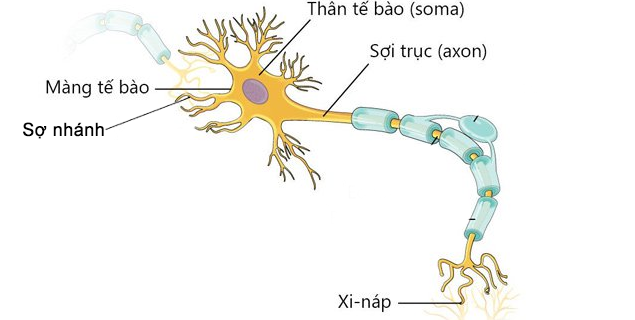 Thân tế bào (soma)
Sợi trục (axon)
Màng tế bào
Sợ nhánh
Xi-náp